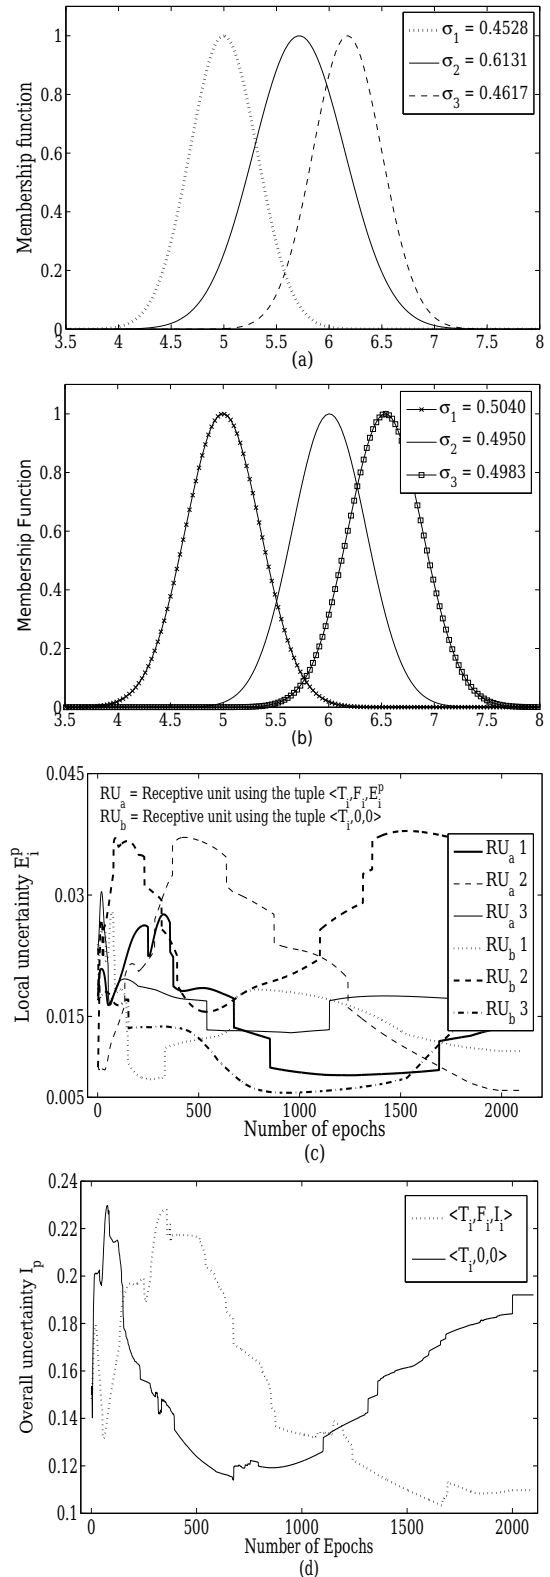 σ1 = 0.4528
σ2 = 0.6131
σ3 = 0.4617
Membership function
1
0.8
0.6
0.4
0.2
0
3.5 4 4.5 5 5.5 6 6.5 7 7.5 8
(a)
σ1 = 0.5040
σ2 = 0.4950
σ3 = 0.4983
Membership Function
1
0.8
0.6
0.4
0.2
0
3.5 4 4.5 5 5.5 6 6.5 7 7.5 8
(b)
RUa = Receptive unit using the tuple <Ti,Fi,Eip
RUb = Receptive unit using the tuple <Ti,0,0>
Local uncertainty Eip
0.045
0.03
0.015
0.005
RUa 1
RUa 2
RUa 3
RUb 1
RUb 2
RUb 3
0 500 1000 1500 2000
Number of epochs
(c)
Overall uncertainty Ip
0.24
0.22
0.2
0.18
0.16
0.14
0.12
0.1
<Ti,Fi,Ii>
<Ti,0,0>
0 500 1000 1500 2000
Number of Epochs
(d)